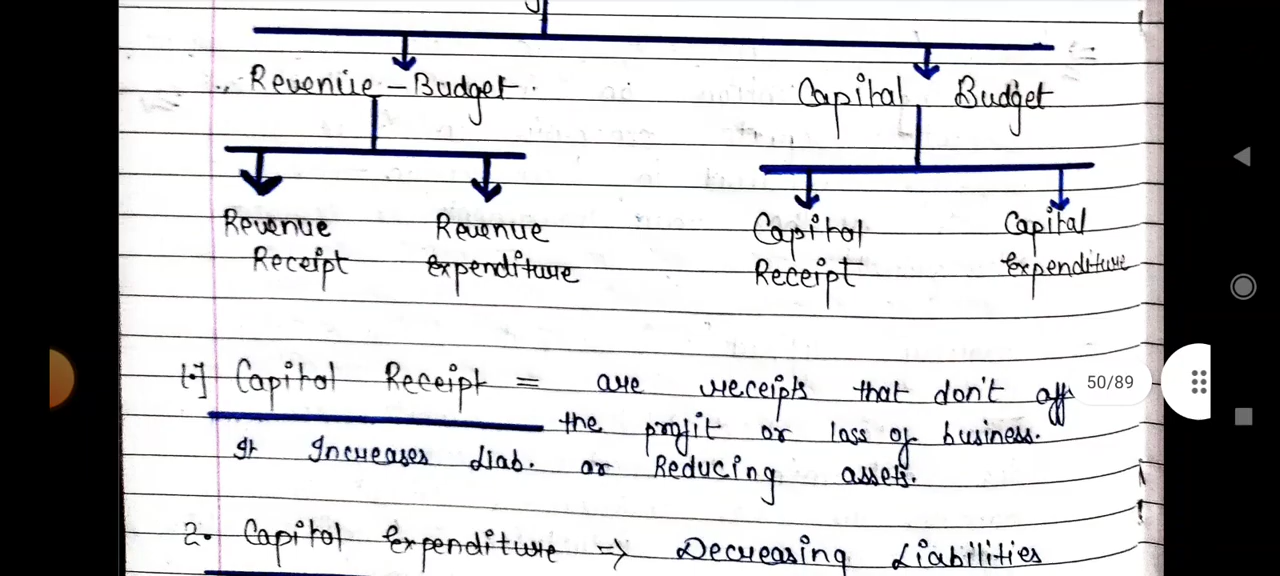 Revenue - Budget.
Capital Budget
Revenue Receipt
Revenue Expenditure
Capital Receipt
Capital Expenditure
1.] Capital Receipt = are receipts that don't aff
50/89
the profit or loss of business.
It Increases Liab. or Reducing assets.
2. Capital Expenditure => Decreasing Liabilities